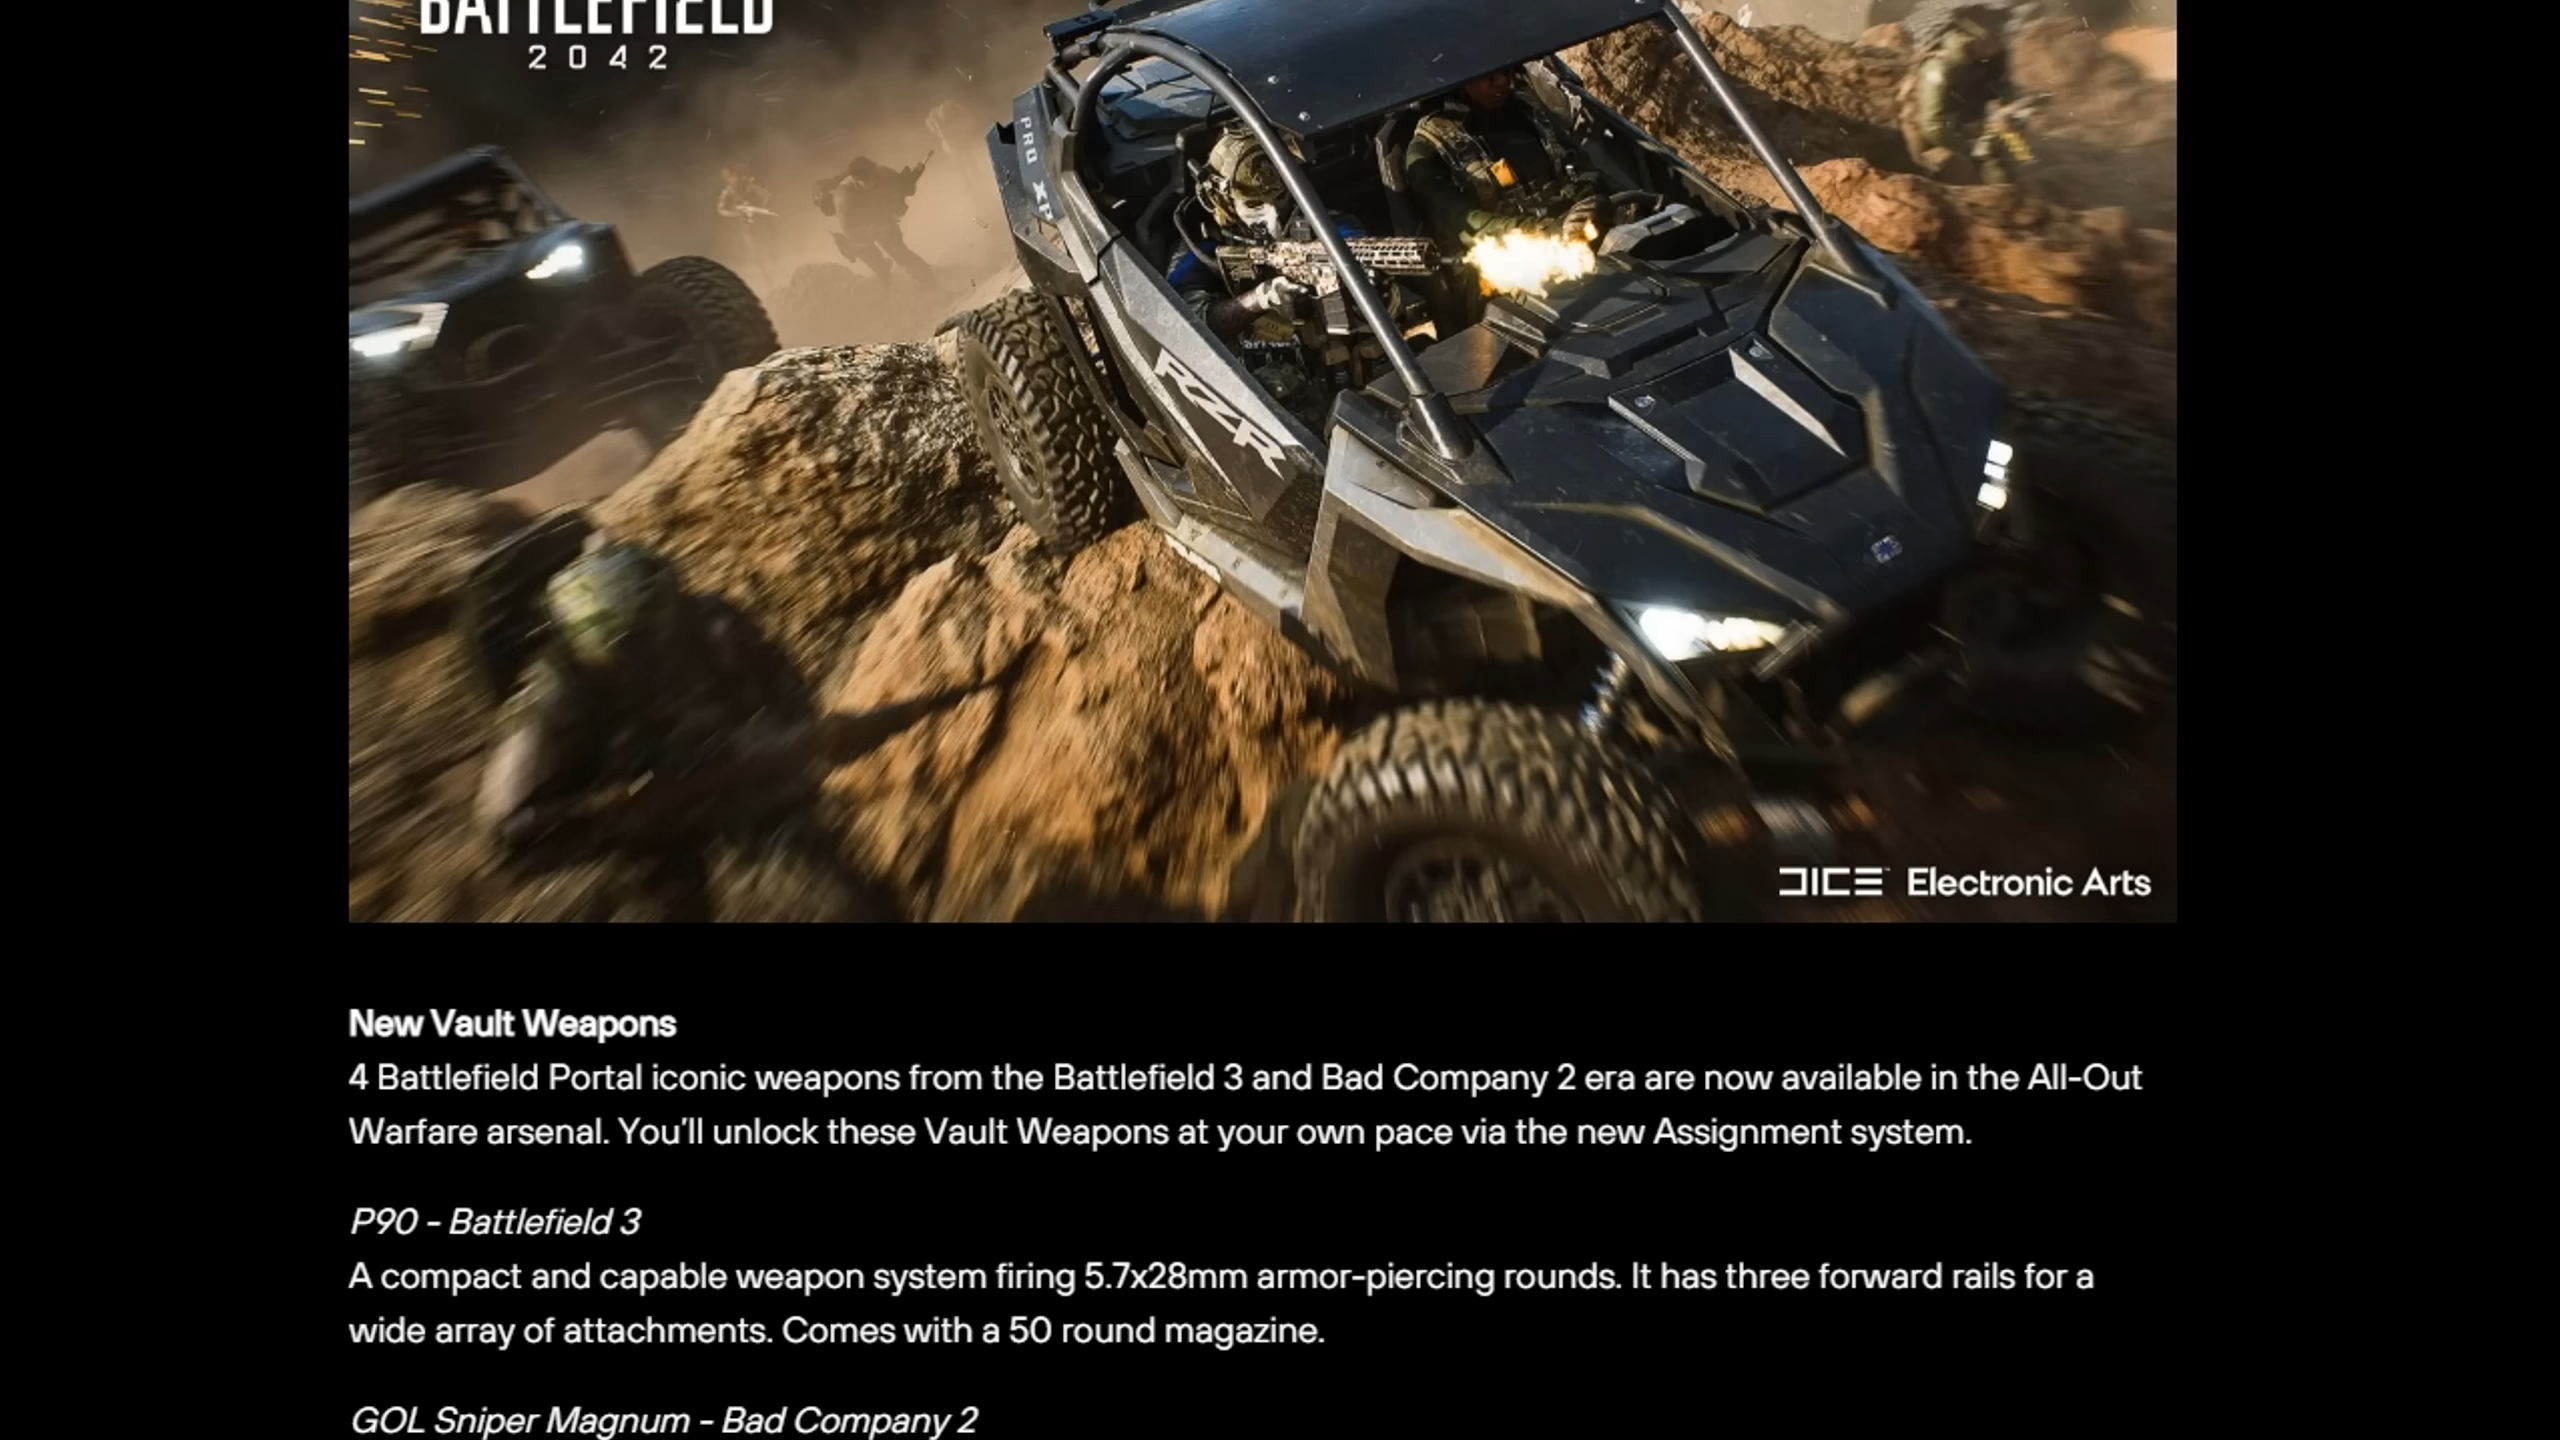 BATTLEFIELD
2042
PRO XP
RZR
DICE Electronic Arts
New Vault Weapons
4 Battlefield Portal iconic weapons from the Battlefield 3 and Bad Company 2 era are now available in the All-Out
Warfare arsenal. You’ll unlock these Vault Weapons at your own pace via the new Assignment system.
P90 - Battlefield 3
A compact and capable weapon system firing 5.7x28mm armor-piercing rounds. It has three forward rails for a
wide array of attachments. Comes with a 50 round magazine.
GOL Sniper Magnum - Bad Company 2